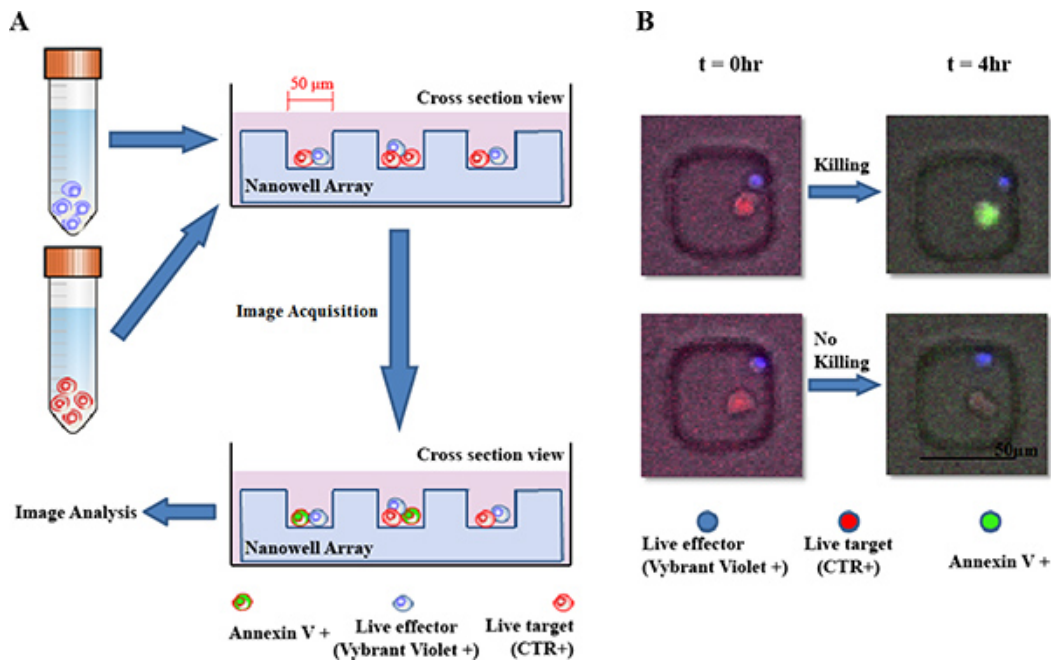 A
50 µm
Cross section view
Nanowell Array
Image Acquisition
Cross section view
Image Analysis
Nanowell Array
Annexin V +
Live effector
(Vybrant Violet +)
Live target
(CTR+)
B
t = 0hr
t = 4hr
Killing
No
Killing
50µm
Live effector
(Vybrant Violet +)
Live target
(CTR+)
Annexin V +